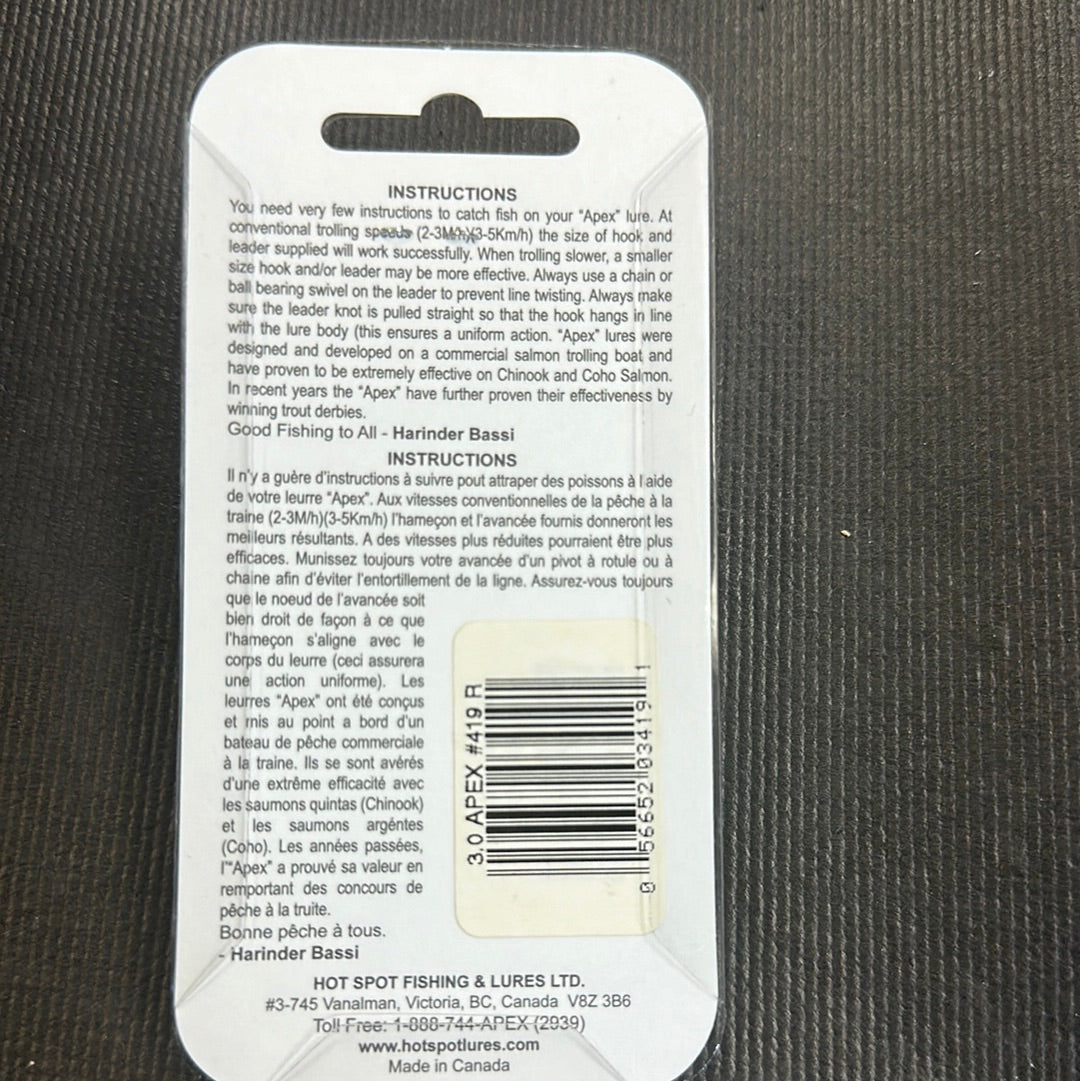 INSTRUCTIONS
You need very few instructions to catch fish on your "Apex" lure. At
conventional trolling speeds (2-3M/h)(3-5Km/h) the size of hook and
leader supplied will work successfully. When trolling slower, a smaller
size hook and/or leader may be more effective. Always use a chain or
ball bearing swivel on the leader to prevent line twisting. Always make
sure the leader knot is pulled straight so that the hook hangs in line
with the lure body (this ensures a uniform action. "Apex" lures were
designed and developed on a commercial salmon trolling boat and
have proven to be extremely effective on Chinook and Coho Salmon.
In recent years the "Apex" have further proven their effectiveness by
winning trout derbies.
Good Fishing to All - Harinder Bassi
INSTRUCTIONS
Il n'y a guère d'instructions à suivre pout attraper des poissons à l'aide
de votre leurre "Apex". Aux vitesses conventionnelles de la pêche à la
traine (2-3M/h)(3-5Km/h) l'hameçon et l'avancée fournis donneront les
meilleurs résultants. A des vitesses plus réduites pourraient être plus
efficaces. Munissez toujours votre avancée d'un pivot à rotule ou à
chaine afin d'éviter l'entortillement de la ligne. Assurez-vous toujours
que le noeud de l'avancée soit
bien droit de façon à ce que
l'hameçon s'aligne avec le
corps du leurre (ceci assurera
une action uniforme). Les
leurres "Apex" ont été conçus
et mis au point a bord d'un
bateau de pêche commerciale
à la traine. Ils se sont avérés
d'une extrême efficacité avec
les saumons quintas (Chinook)
et les saumons argéntes
(Coho). Les années passées,
l'"Apex" a prouvé sa valeur en
remportant des concours de
pêche à la truite.
Bonne pêche à tous.
- Harinder Bassi
3.0 APEX #419 R
0 56652 03419 1
HOT SPOT FISHING & LURES LTD.
#3-745 Vanalman, Victoria, BC, Canada V8Z 3B6
Toll Free: 1-888-744-APEX (2939)
www.hotspotlures.com
Made in Canada